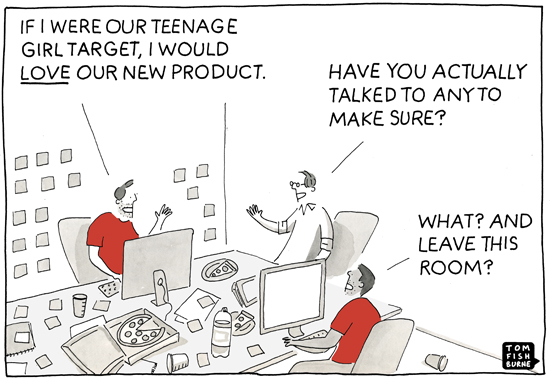 IF I WERE OUR TEENAGE
GIRL TARGET, I WOULD
LOVE OUR NEW PRODUCT.
HAVE YOU ACTUALLY
TALKED TO ANY TO
MAKE SURE?
WHAT? AND
LEAVE THIS
ROOM?
TOM
FISH
BURNE